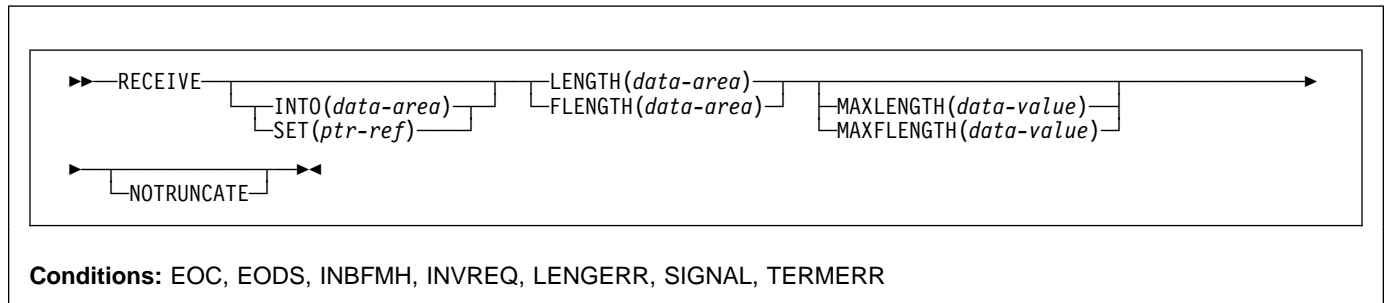 RECEIVE LENGTH(data-area)
INTO(data-area) FLENGTH(data-area) MAXLENGTH(data-value)
SET(ptr-ref) MAXFLENGTH(data-value)
NOTRUNCATE
Conditions: EOC, EODS, INBFMH, INVREQ, LENGERR, SIGNAL, TERMERR